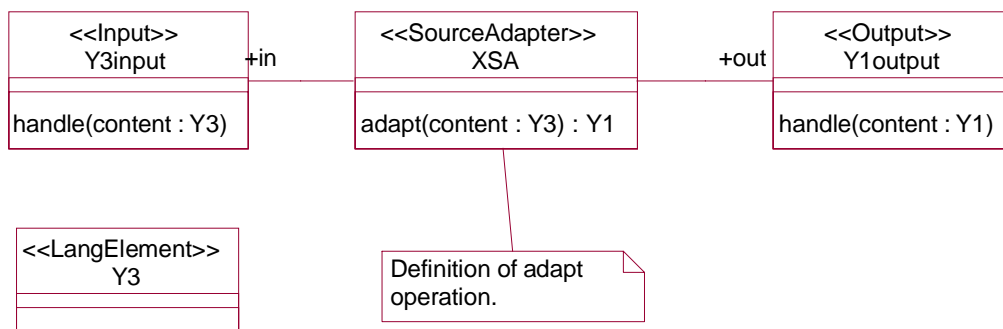 <<Input>>
Y3input
handle(content : Y3)
+in
<<SourceAdapter>>
XSA
adapt(content : Y3) : Y1
+out
<<Output>>
Y1output
handle(content : Y1)
<<LangElement>>
Y3
Definition of adapt
operation.